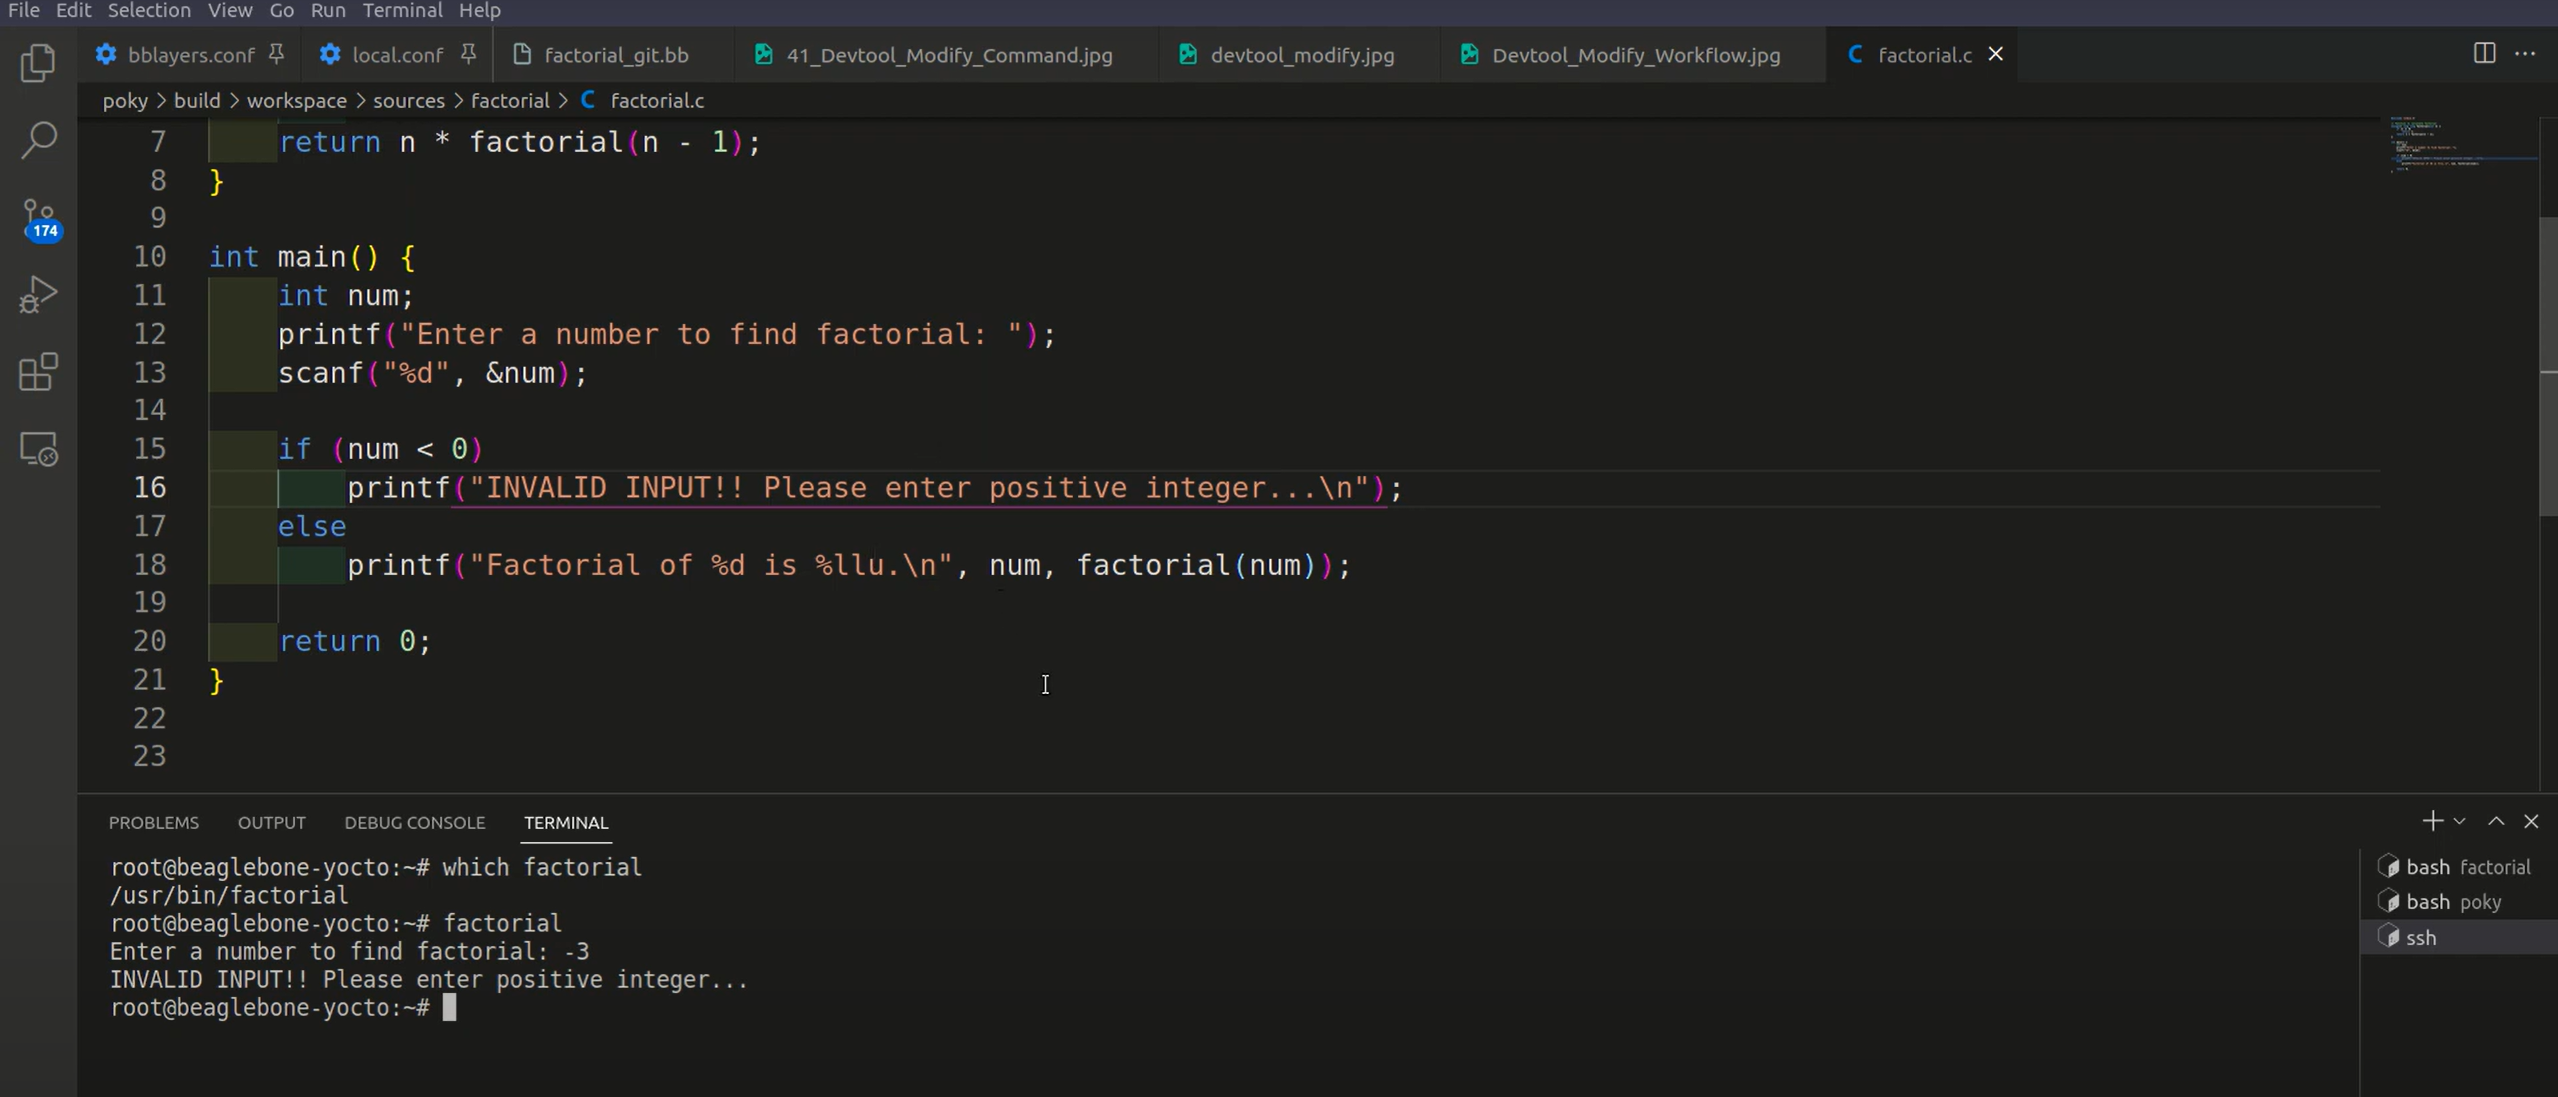 File Edit Selection View Go Run Terminal Help
bblayers.conf local.conf factorial_git.bb 41_Devtool_Modify_Command.jpg devtool_modify.jpg Devtool_Modify_Workflow.jpg C factorial.c
poky > build > workspace > sources > factorial > C factorial.c
174
7 return n * factorial(n - 1);
8 }
9
10 int main() {
11 int num;
12 printf("Enter a number to find factorial: ");
13 scanf("%d", &num);
14
15 if (num < 0)
16 printf("INVALID INPUT!! Please enter positive integer...\n");
17 else
18 printf("Factorial of %d is %llu.\n", num, factorial(num));
19
20 return 0;
21 }
22
23
PROBLEMS OUTPUT DEBUG CONSOLE TERMINAL
root@beaglebone-yocto:~# which factorial
/usr/bin/factorial
root@beaglebone-yocto:~# factorial
Enter a number to find factorial: -3
INVALID INPUT!! Please enter positive integer...
root@beaglebone-yocto:~#
bash factorial
bash poky
ssh